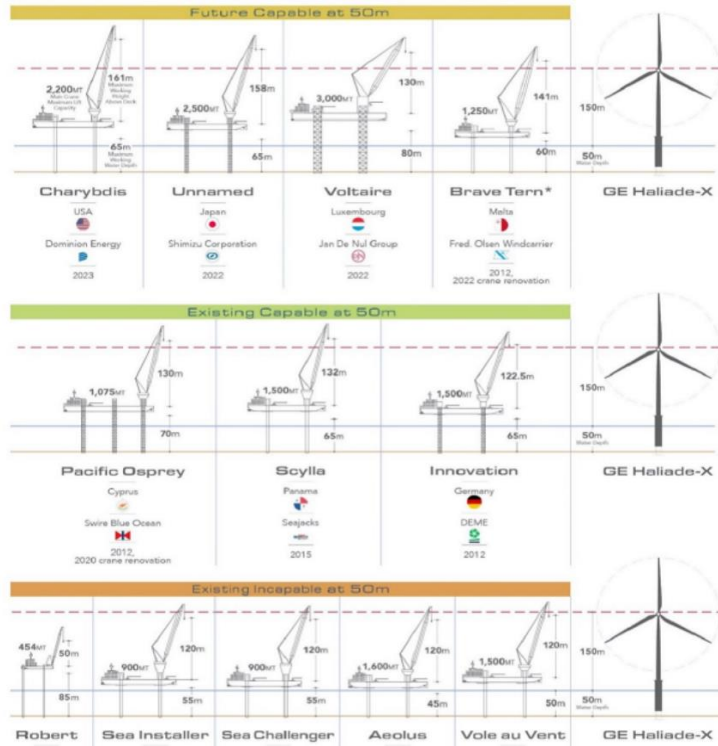 Future Capable at 50m
2,200MT
Main Crane
Maximum Lift
Capacity
161m
Maximum
Working
Height
Above Deck
65m
Maximum
Working
Water Depth
2,500MT
158m
65m
3,000MT
130m
80m
1,250MT
141m
60m
150m
50m
Water Depth
Charybdis
USA
Dominion Energy
2023
Unnamed
Japan
Shimizu Corporation
2022
Voltaire
Luxembourg
Jan De Nul Group
2022
Brave Tern*
Malta
Fred. Olsen Windcarrier
2012,
2022 crane renovation
GE Haliade-X
Existing Capable at 50m
1,075MT
130m
70m
1,500MT
132m
65m
1,500MT
122.5m
65m
150m
50m
Water Depth
Pacific Osprey
Cyprus
Swire Blue Ocean
2012,
2020 crane renovation
Scylla
Panama
Seajacks
2015
Innovation
Germany
DEME
2012
GE Haliade-X
Existing Incapable at 50m
454MT
50m
85m
900MT
120m
55m
900MT
120m
55m
1,600MT
120m
45m
1,500MT
120m
50m
150m
50m
Water Depth
Robert
Sea Installer
Sea Challenger
Aeolus
Vole au Vent
GE Haliade-X